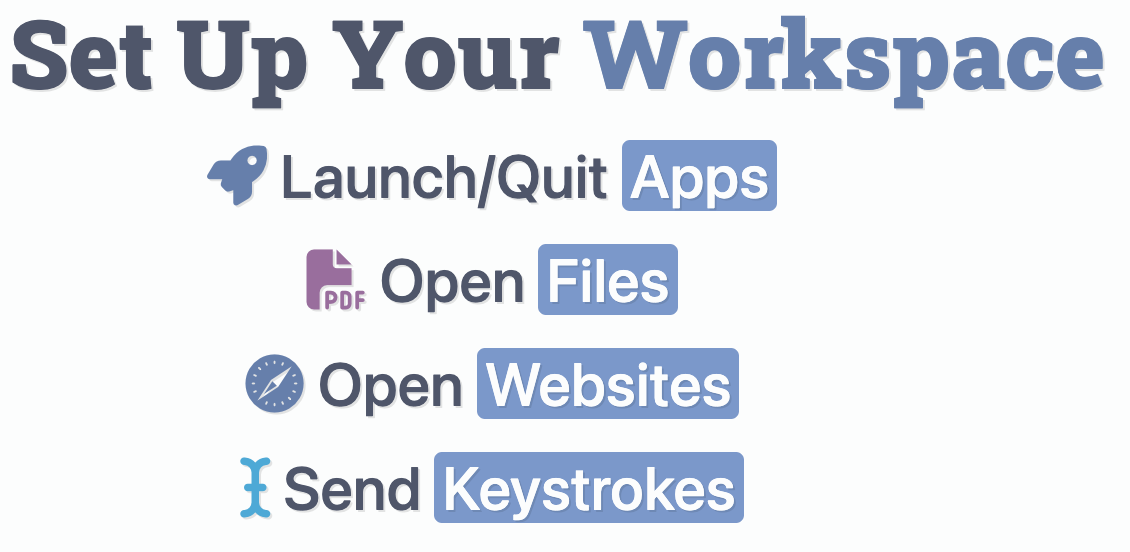 Set Up Your Workspace
Launch/Quit Apps
PDF Open Files
Open Websites
Send Keystrokes